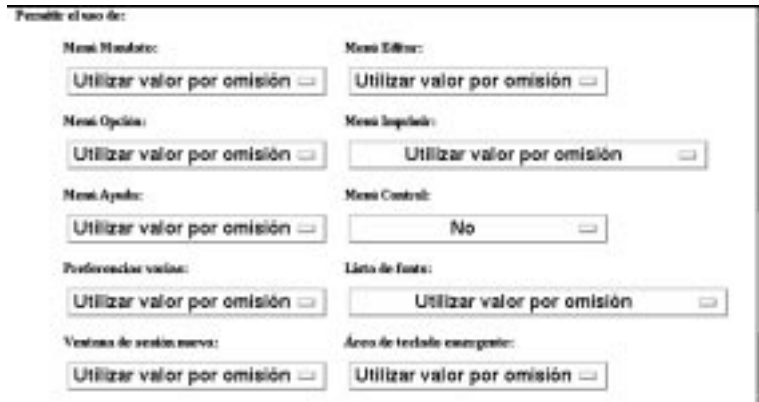 Permitir el uso de:
Menú Mandato:
Menú Editar:
Utilizar valor por omisión
Utilizar valor por omisión
Menú Opción:
Menú Imprimir:
Utilizar valor por omisión
Utilizar valor por omisión
Menú Ayuda:
Menú Control:
Utilizar valor por omisión
No
Preferencias varias:
Lista de fonts:
Utilizar valor por omisión
Utilizar valor por omisión
Ventana de sesión nueva:
Área de teclado emergente:
Utilizar valor por omisión
Utilizar valor por omisión